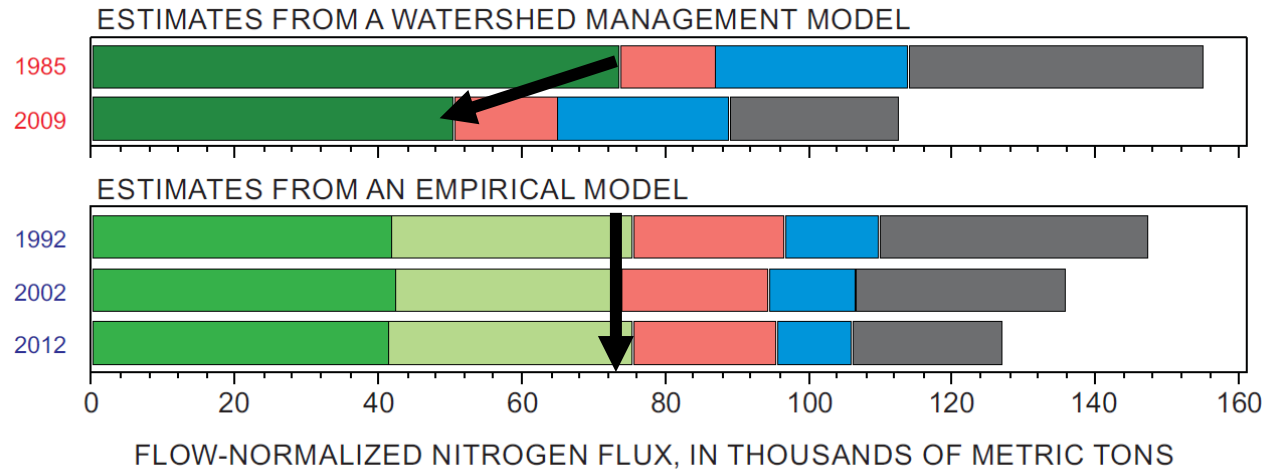 ESTIMATES FROM A WATERSHED MANAGEMENT MODEL
1985
2009
ESTIMATES FROM AN EMPIRICAL MODEL
1992
2002
2012
0 20 40 60 80 100 120 140 160
FLOW-NORMALIZED NITROGEN FLUX, IN THOUSANDS OF METRIC TONS